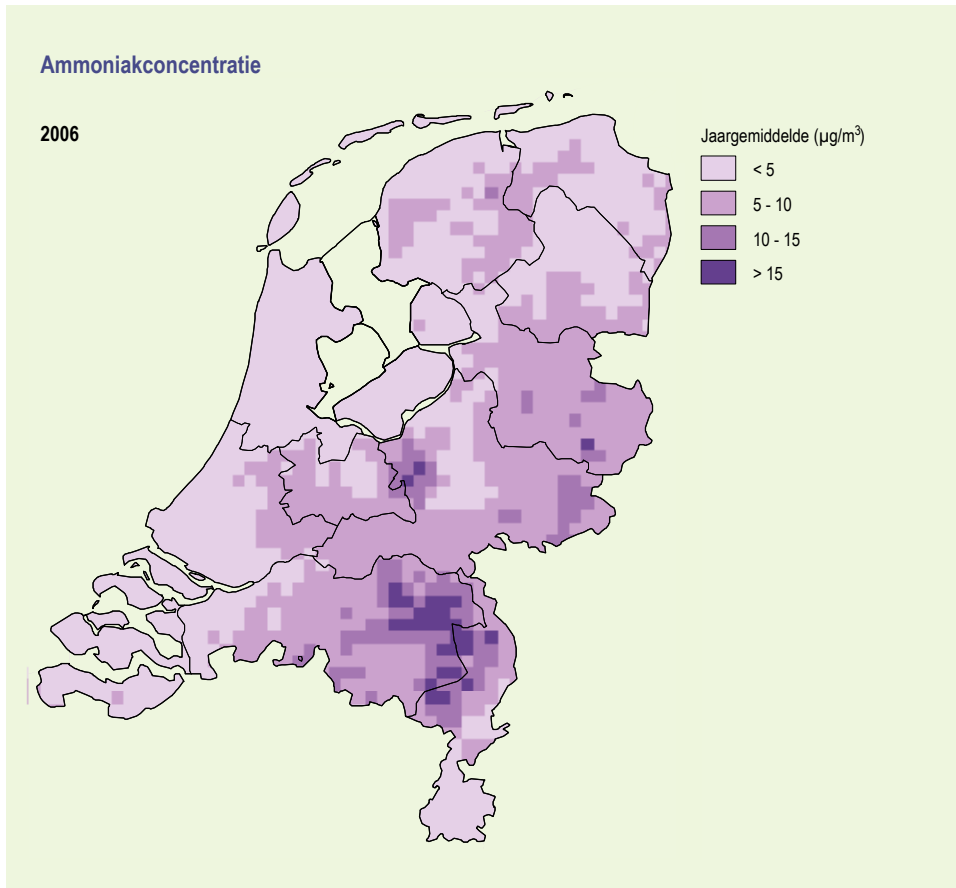 Ammoniakconcentratie
2006
Jaargemiddelde (µg/m³)
< 5
5 - 10
10 - 15
> 15